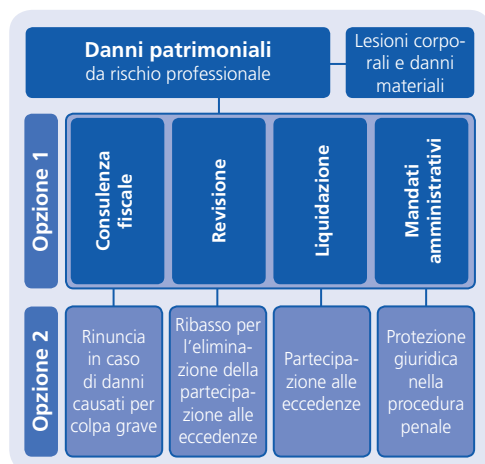 Danni patrimoniali
da rischio professionale
Lesioni corpo-
rali e danni
materiali
Opzione 1
Consulenza
fiscale
Revisione
Liquidazione
Mandati
amministrativi
Opzione 2
Rinuncia
in caso
di danni
causati per
colpa grave
Ribasso per
l'elimina-
zione della
partecipa-
zione alle
eccedenze
Partecipa-
zione alle
eccedenze
Protezione
giuridica
nella
procedura
penale